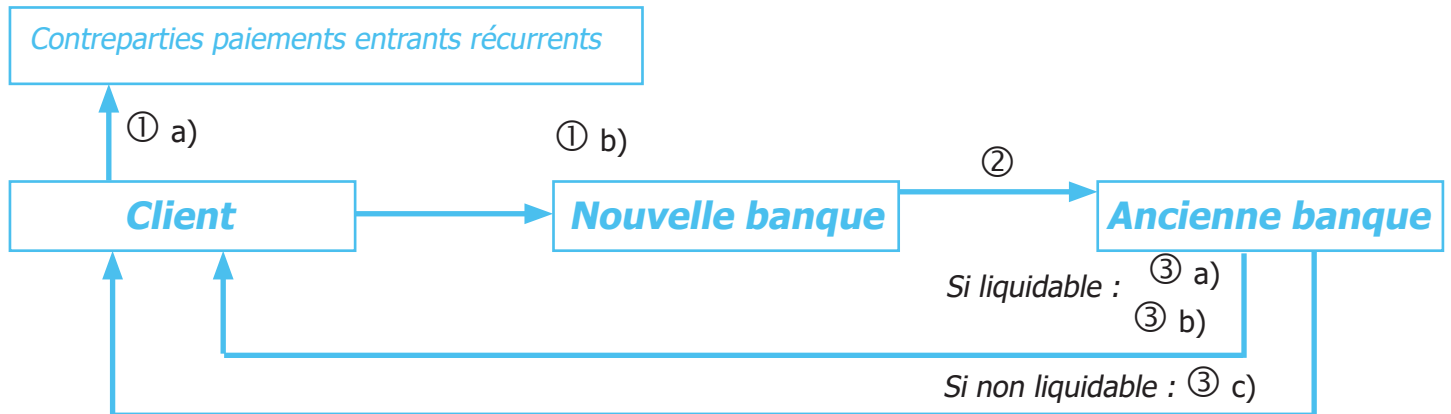 Contreparties paiements entrants récurrents
① a)
① b)
②
Client
Nouvelle banque
Ancienne banque
Si liquidable : ③ a)
③ b)
Si non liquidable : ③ c)